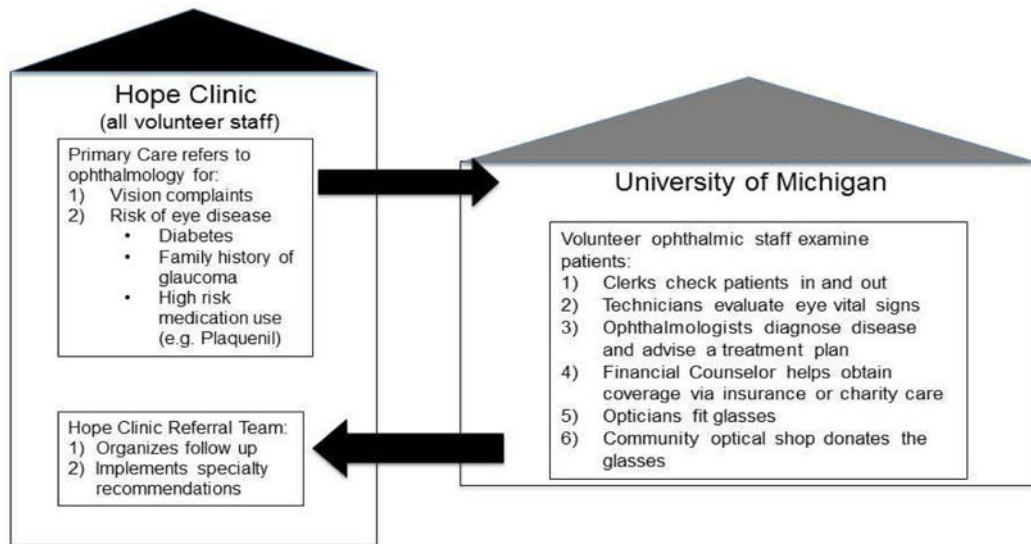 Hope Clinic
(all volunteer staff)
Primary Care refers to
ophthalmology for:
1) Vision complaints
2) Risk of eye disease
• Diabetes
• Family history of
glaucoma
• High risk
medication use
(e.g. Plaquenil)
Hope Clinic Referral Team:
1) Organizes follow up
2) Implements specialty
recommendations
University of Michigan
Volunteer ophthalmic staff examine
patients:
1) Clerks check patients in and out
2) Technicians evaluate eye vital signs
3) Ophthalmologists diagnose disease
and advise a treatment plan
4) Financial Counselor helps obtain
coverage via insurance or charity care
5) Opticians fit glasses
6) Community optical shop donates the
glasses